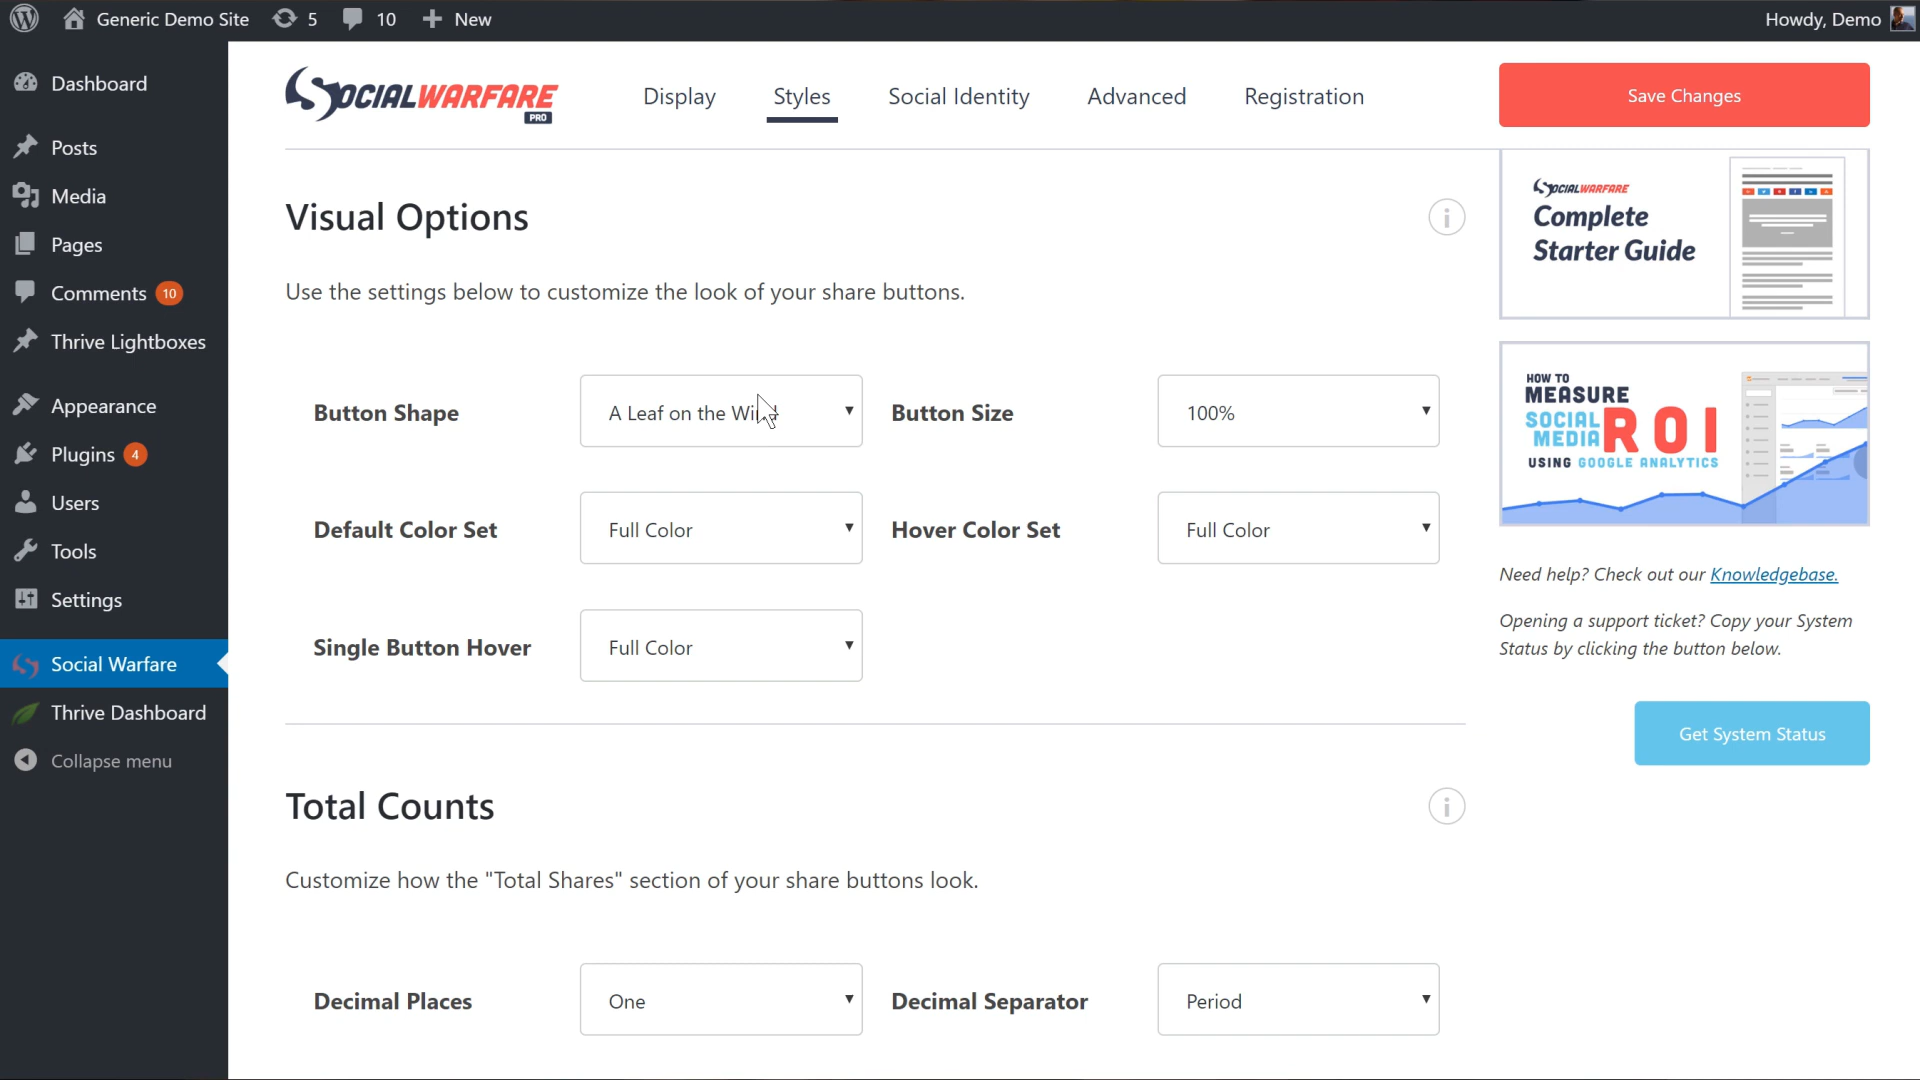 Generic Demo Site 5 10 New Howdy, Demo
Dashboard
Posts
Media
Pages
Comments 10
Thrive Lightboxes
Appearance
Plugins 4
Users
Tools
Settings
Social Warfare
Thrive Dashboard
Collapse menu
SOCIALWARFARE
PRO
Display Styles Social Identity Advanced Registration
Save Changes
Visual Options
Use the settings below to customize the look of your share buttons.
Button Shape A Leaf on the Wind Button Size 100%
Default Color Set Full Color Hover Color Set Full Color
Single Button Hover Full Color
Total Counts
Customize how the "Total Shares" section of your share buttons look.
Decimal Places One Decimal Separator Period
SOCIALWARFARE
Complete
Starter Guide
HOW TO
MEASURE
SOCIAL
MEDIA ROI
USING GOOGLE ANALYTICS
Need help? Check out our Knowledgebase.
Opening a support ticket? Copy your System
Status by clicking the button below.
Get System Status